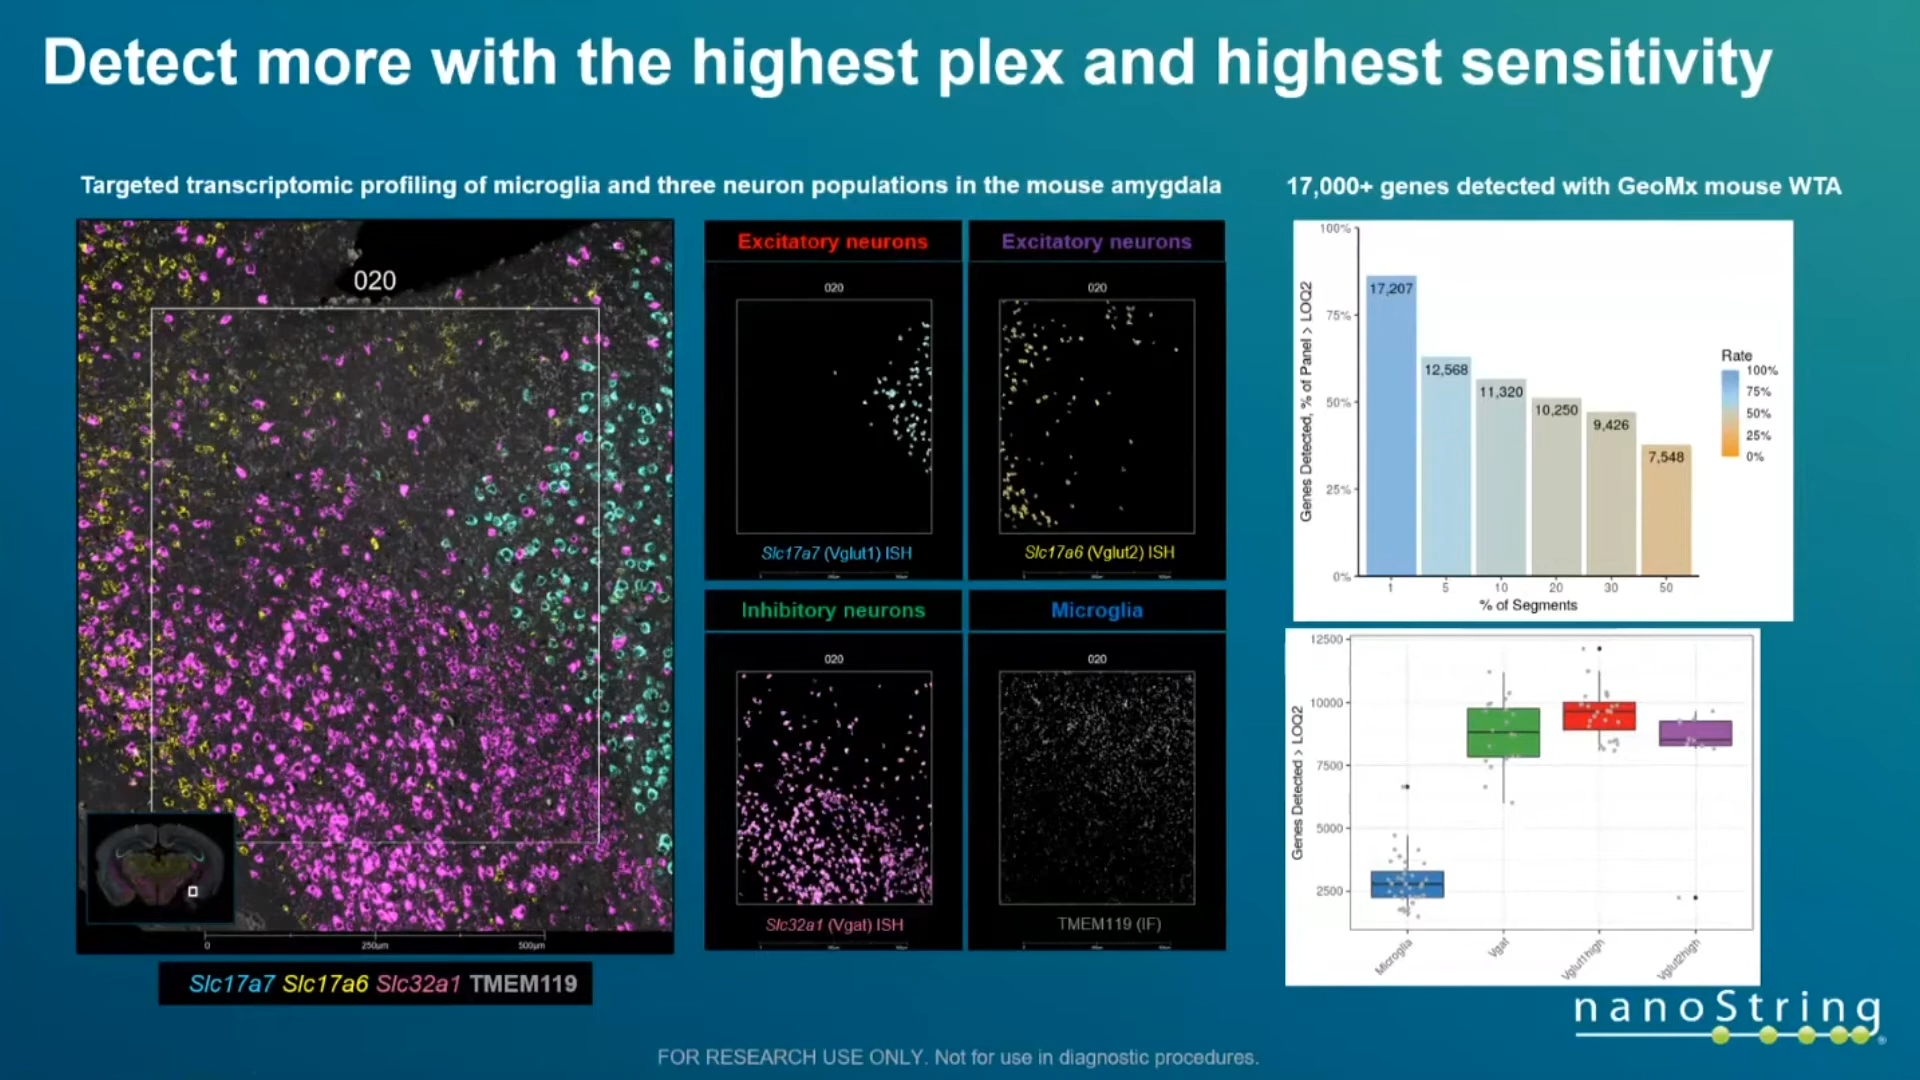 Detect more with the highest plex and highest sensitivity
Targeted transcriptomic profiling of microglia and three neuron populations in the mouse amygdala
020
0
250µm
500µm
Slc17a7 Slc17a6 Slc32a1 TMEM119
Excitatory neurons
020
Slc17a7 (Vglut1) ISH
Excitatory neurons
020
Slc17a6 (Vglut2) ISH
Inhibitory neurons
020
Slc32a1 (Vgat) ISH
Microglia
020
TMEM119 (IF)
17,000+ genes detected with GeoMx mouse WTA
Genes Detected, % of Panel > LOQ2
100%
75%
50%
25%
0%
17,207
12,568
11,320
10,250
9,426
7,548
1 5 10 20 30 50
% of Segments
Rate
100%
75%
50%
25%
0%
Genes Detected > LOQ2
12500
10000
7500
5000
2500
Microglia Vgat Vglut1high Vglut2high
nanoString®
FOR RESEARCH USE ONLY. Not for use in diagnostic procedures.